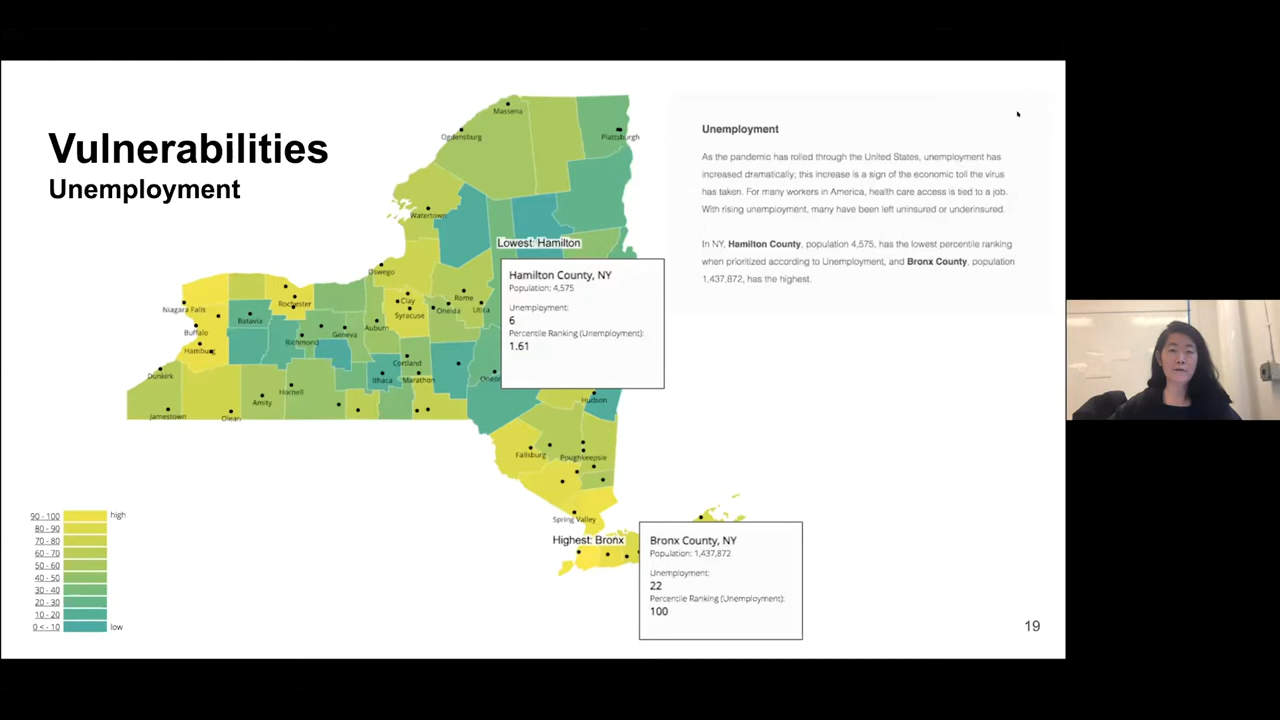 Vulnerabilities
Unemployment
Massena
Ogdensburg
Plattsburgh
Watertown
Lowest: Hamilton
Hamilton County, NY
Population: 4,575
Unemployment:
6
Percentile Ranking (Unemployment):
1.61
Oswego
Rochester
Clay
Rome
Niagara Falls
Batavia
Syracuse
Oneida
Utica
Buffalo
Geneva
Auburn
Richmond
Hamburg
Cortland
Dunkirk
Ithaca
Marathon
Hornell
Amity
Hudson
Jamestown
Olean
Fallsburg
Poughkeepsie
Spring Valley
Highest: Bronx
Bronx County, NY
Population: 1,437,872
Unemployment:
22
Percentile Ranking (Unemployment):
100
Unemployment
As the pandemic has rolled through the United States, unemployment has
increased dramatically; this increase is a sign of the economic toll the virus
has taken. For many workers in America, health care access is tied to a job.
With rising unemployment, many have been left uninsured or underinsured.
In NY, Hamilton County, population 4,575, has the lowest percentile ranking
when prioritized according to Unemployment, and Bronx County, population
1,437,872, has the highest.
90 - 100 high
80 - 90
70 - 80
60 - 70
50 - 60
40 - 50
30 - 40
20 - 30
10 - 20
0 < - 10 low
19